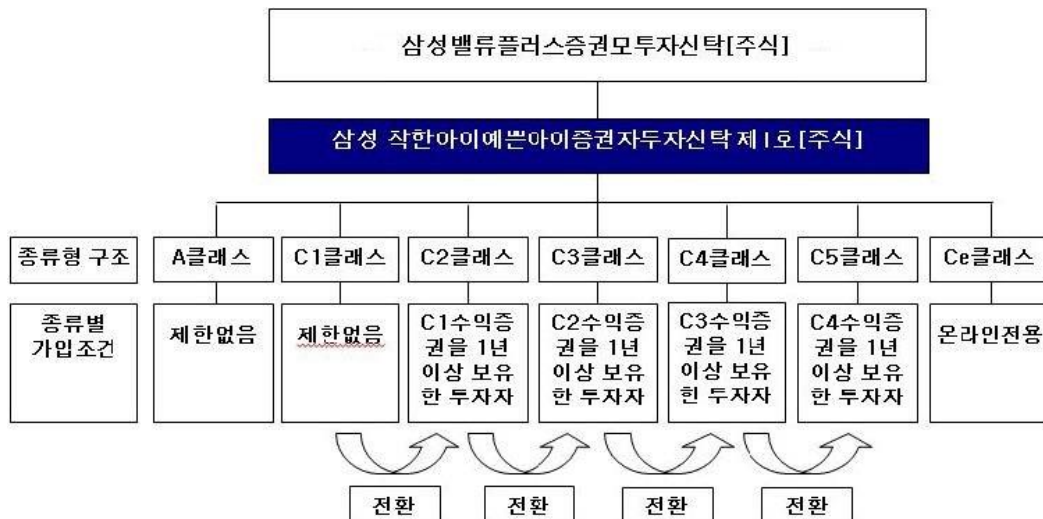 삼성밸류플러스증권모투자신탁[주식]
삼성 착한아이예쁜아이증권자투자신탁 제1호[주식]
종류형 구조
A클래스
C1클래스
C2클래스
C3클래스
C4클래스
C5클래스
Ce클래스
종류별
가입조건
제한없음
제한없음
C1수익증
권을 1년
이상 보유
한 투자자
C2수익증
권을 1년
이상 보유
한 투자자
C3수익증
권을 1년
이상 보유
힌 투자자
C4수익증
권을 1년
이상 보유
한 투자자
온라인전용
전환
전환
전환
전환